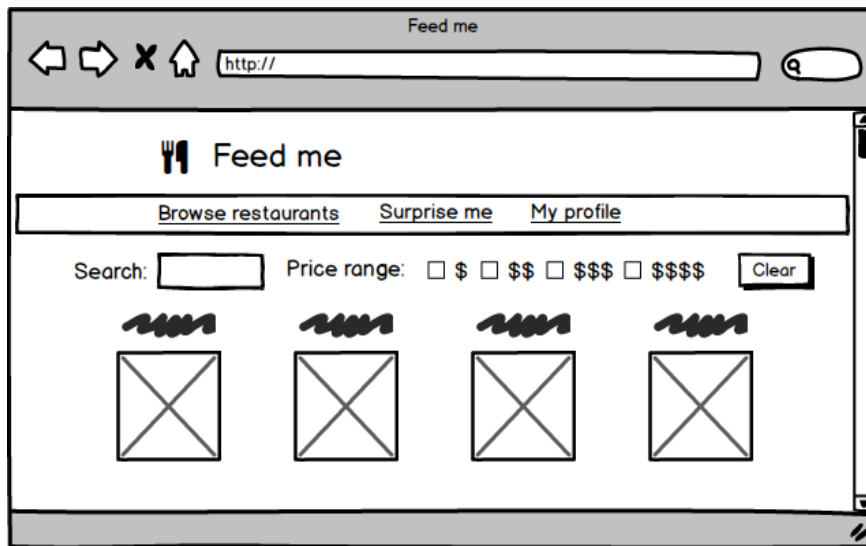 Feed me
http://
Feed me
Browse restaurants Surprise me My profile
Search: Price range: $ $$ $$$ $$$$ Clear